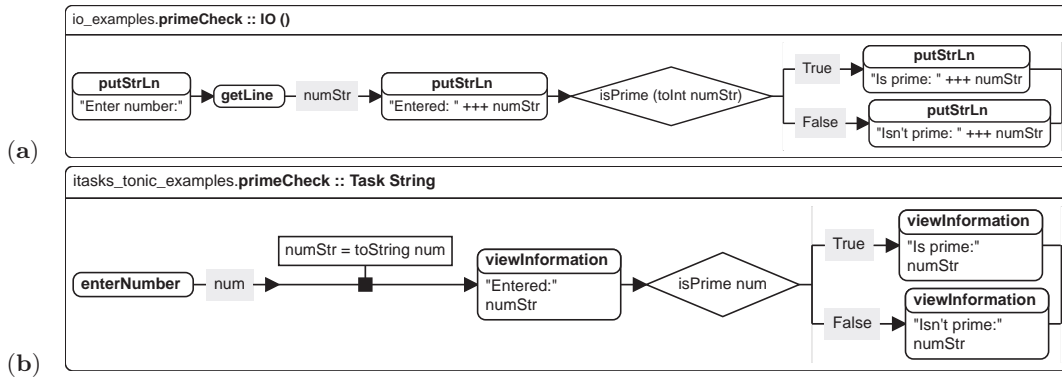 io_examples.primeCheck :: IO ()
putStrLn
"Enter number:"
getLine
numStr
putStrLn
"Entered: " +++ numStr
isPrime (toInt numStr)
True
putStrLn
"Is prime: " +++ numStr
False
putStrLn
"Isn't prime: " +++ numStr
(a)
itasks_tonic_examples.primeCheck :: Task String
enterNumber
num
numStr = toString num
viewInformation
"Entered:"
numStr
isPrime num
True
viewInformation
"Is prime:"
numStr
False
viewInformation
"Isn't prime:"
numStr
(b)